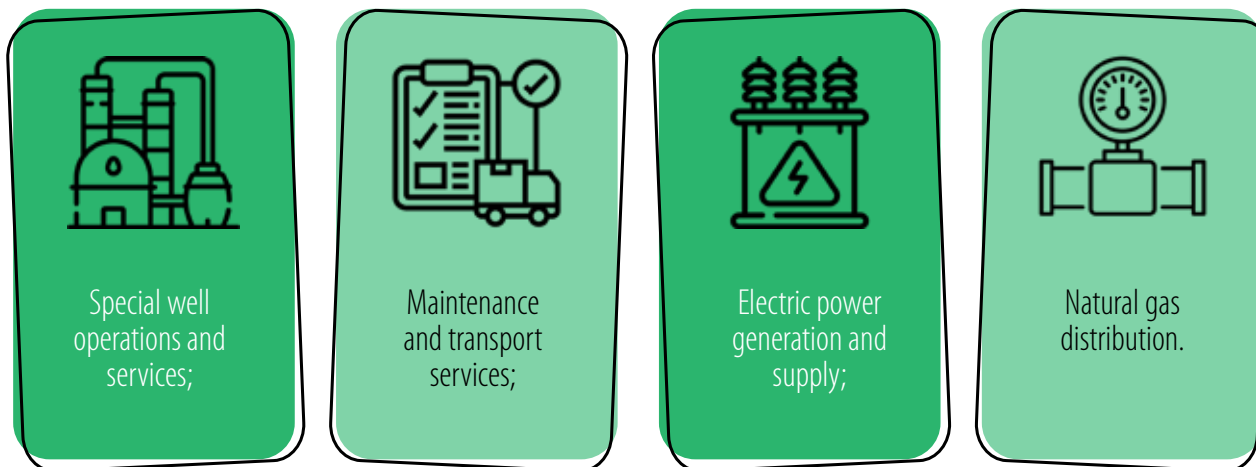 Special well
operations and
services;
Maintenance
and transport
services;
Electric power
generation and
supply;
Natural gas
distribution.